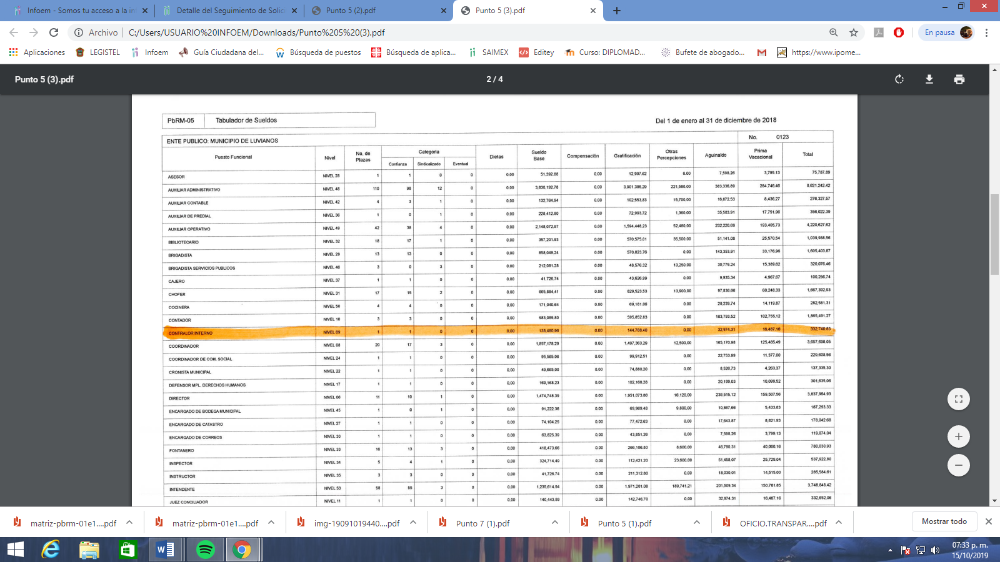 Infoem - Somos tu acceso a la in
Detalle del Seguimiento de Solic
Punto 5 (2).pdf
Punto 5 (3).pdf
Archivo
C:/Users/USUARIO%20INFOEM/Downloads/Punto%205%20(3).pdf
En pausa
Aplicaciones LEGISTEL Infoem Guía Ciudadana del... Búsqueda de puestos Búsqueda de aplica... SAIMEX Editey Curso: DIPLOMAD... Bufete de abogado... https://www.ipome...
Punto 5 (3).pdf 2 / 4
PbRM-05 Tabulador de Sueldos Del 1 de enero al 31 de diciembre de 2018
ENTE PUBLICO: MUNICIPIO DE LUVIANOS No. 0123
Puesto Funcional Nivel No. de Plazas Categoria Confianza Sindicalizado Eventual Dietas Sueldo Base Compensación Gratificación Otras Percepciones Aguinaldo Prima Vacacional Total
ASESOR NIVEL 28 1 1 0 0 0.00 51,392.88 0.00 12,997.62 0.00 7,598.26 3,799.13 75,787.89
AUXILIAR ADMINISTRATIVO NIVEL 48 110 98 12 0 0.00 3,830,192.78 0.00 3,901,386.29 221,580.00 383,336.89 284,746.46 8,621,242.42
AUXILIAR CONTABLE NIVEL 42 4 3 1 0 0.00 132,764.94 0.00 102,553.83 15,700.00 16,872.53 8,436.27 276,327.57
AUXILIAR DE PREDIAL NIVEL 36 1 0 1 0 0.00 228,412.80 0.00 72,993.72 1,360.00 35,503.91 17,751.96 356,022.39
AUXILIAR OPERATIVO NIVEL 49 42 38 4 0 0.00 2,148,072.97 0.00 1,594,448.23 52,480.00 232,220.69 193,405.73 4,220,627.62
BIBLIOTECARIO NIVEL 32 18 17 1 0 0.00 357,201.93 0.00 570,575.01 35,500.00 51,141.08 25,570.54 1,039,988.56
BRIGADISTA NIVEL 29 13 13 0 0 0.00 858,049.24 0.00 570,823.76 0.00 143,353.91 33,176.96 1,605,403.87
BRIGADISTA SERVICIOS PUBLICOS NIVEL 46 3 0 3 0 0.00 212,081.28 0.00 48,576.32 13,250.00 30,779.24 15,389.62 320,076.46
CAJERO NIVEL 37 1 1 0 0 0.00 41,726.74 0.00 43,626.99 0.00 9,935.34 4,967.67 100,256.74
CHOFER NIVEL 31 17 15 2 0 0.00 665,884.41 0.00 829,523.53 13,900.00 97,836.66 60,248.33 1,667,392.93
COCINERA NIVEL 50 4 4 0 0 0.00 171,040.64 0.00 69,181.06 0.00 28,239.74 14,119.87 282,581.31
CONTADOR NIVEL 10 3 3 0 0 0.00 983,089.80 0.00 595,852.83 0.00 183,793.52 102,755.12 1,865,491.27
CONTRALOR INTERNO NIVEL 09 1 1 0 0 0.00 138,490.96 0.00 144,788.40 0.00 32,974.31 16,487.16 332,740.83
COORDINADOR NIVEL 08 20 17 3 0 0.00 1,857,178.29 0.00 1,497,363.29 12,500.00 165,170.98 125,485.49 3,657,698.05
COORDINADOR DE COM. SOCIAL NIVEL 24 1 1 0 0 0.00 95,565.06 0.00 99,912.51 0.00 22,753.99 11,377.00 229,608.56
CRONISTA MUNICIPAL NIVEL 22 1 1 0 0 0.00 49,665.00 0.00 74,880.20 0.00 8,526.73 4,263.37 137,335.30
DEFENSOR MPL. DERECHOS HUMANOS NIVEL 17 1 1 0 0 0.00 169,168.23 0.00 102,168.28 0.00 20,199.03 10,099.52 301,635.06
DIRECTOR NIVEL 06 11 10 1 0 0.00 1,474,748.39 0.00 1,951,073.86 16,120.00 236,515.12 159,507.56 3,837,964.93
ENCARGADO DE BODEGA MUNICIPAL NIVEL 45 1 0 1 0 0.00 91,222.36 0.00 69,969.48 9,800.00 10,867.66 5,433.83 187,293.33
ENCARGADO DE CATASTRO NIVEL 27 1 1 0 0 0.00 74,104.25 0.00 77,472.63 0.00 17,643.87 8,821.93 178,042.68
ENCARGADO DE CORREOS NIVEL 30 1 1 0 0 0.00 63,825.39 0.00 43,851.26 0.00 7,598.26 3,799.13 119,074.04
FONTANERO NIVEL 33 16 13 3 0 0.00 418,473.66 0.00 266,106.80 8,600.00 46,790.31 40,060.16 780,030.93
INSPECTOR NIVEL 34 5 4 1 0 0.00 324,714.49 0.00 112,421.20 23,600.00 51,458.07 25,729.04 537,922.80
INSTRUCTOR NIVEL 35 3 3 0 0 0.00 41,726.74 0.00 211,312.86 0.00 18,030.01 14,515.00 285,584.61
INTENDENTE NIVEL 53 58 55 3 0 0.00 1,235,614.94 0.00 1,971,201.08 189,741.21 201,509.34 150,781.85 3,748,848.42
JUEZ CONCILIADOR NIVEL 11 1 1 0 0 0.00 140,443.89 0.00 142,746.70 0.00 32,974.31 16,487.16 332,652.06
matriz-pbrm-01e1....pdf matriz-pbrm-01e1....pdf img-19091019440....pdf Punto 7 (1).pdf Punto 5 (1).pdf OFICIO.TRANSPAR....pdf Mostrar todo
07:33 p. m.
15/10/2019